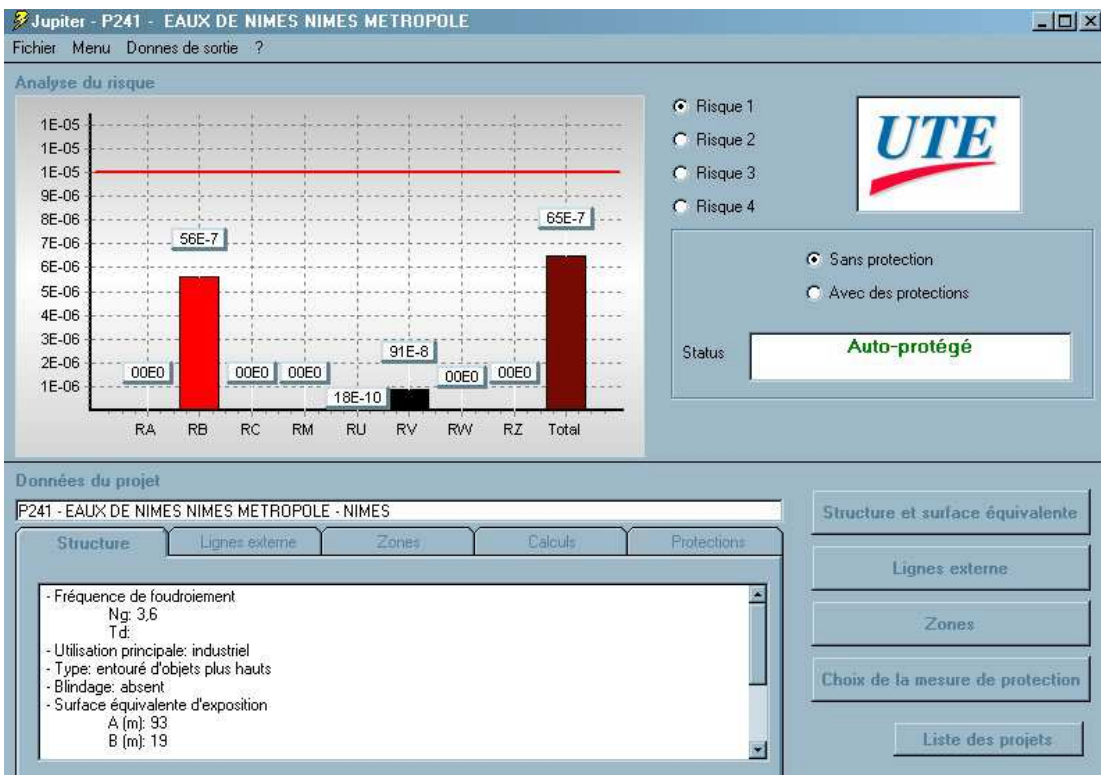 Jupiter - P241 - EAUX DE NIMES NIMES METROPOLE
Fichier Menu Donnes de sortie ?
Analyse du risque
1E-05
1E-05
1E-05
9E-06
8E-06
7E-06
6E-06
5E-06
4E-06
3E-06
2E-06
1E-06
00E0
56E-7
00E0
00E0
18E-10
91E-8
00E0
00E0
65E-7
RA RB RC RM RU RV RW RZ Total
Risque 1
Risque 2
Risque 3
Risque 4
UTE
Sans protection
Avec des protections
Status
Auto-protégé
Données du projet
P241 - EAUX DE NIMES NIMES METROPOLE - NIMES
Structure Lignes externe Zones Calculs Protections
- Fréquence de foudroiement
Ng: 3,6
Td:
- Utilisation principale: industriel
- Type: entouré d'objets plus hauts
- Blindage: absent
- Surface équivalente d'exposition
A (m): 93
B (m): 19
Structure et surface équivalente
Lignes externe
Zones
Choix de la mesure de protection
Liste des projets